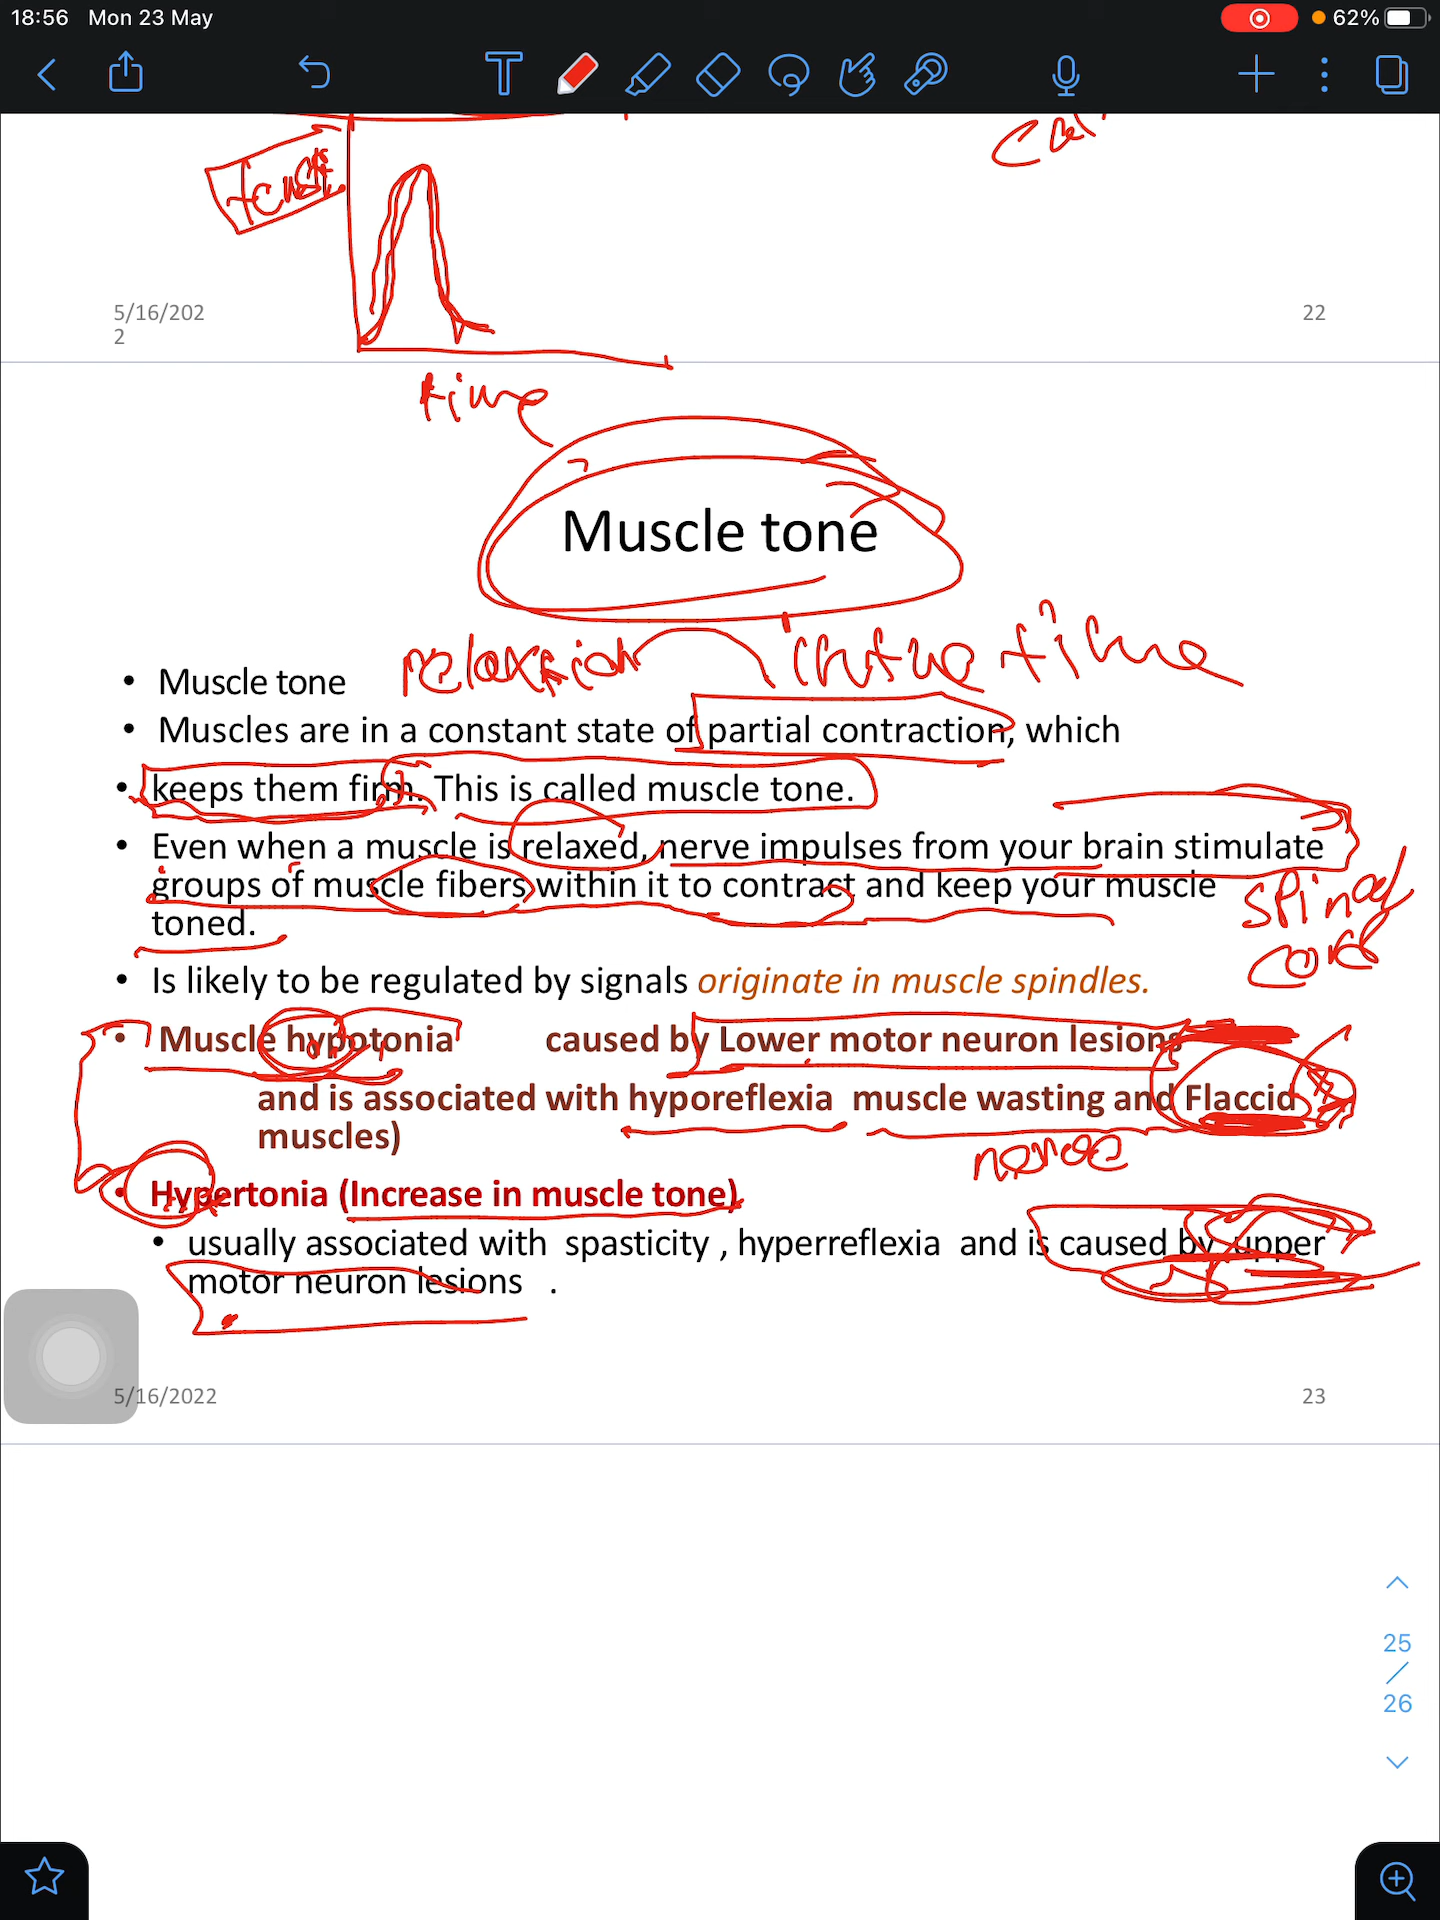 18:56 Mon 23 May
62%
T
time
5/16/202
2
22
Muscle tone
relaxation
time
• Muscle tone
• Muscles are in a constant state of partial contraction, which
• keeps them firm. This is called muscle tone.
• Even when a muscle is relaxed, nerve impulses from your brain stimulate
groups of muscle fibers within it to contract and keep your muscle
toned.
spinal
cord
• Is likely to be regulated by signals originate in muscle spindles.
• Muscle hypotonia caused by Lower motor neuron lesions
and is associated with hyporeflexia muscle wasting and Flaccid
muscles)
nerve
• Hypertonia (Increase in muscle tone)
• usually associated with spasticity , hyperreflexia and is caused by upper
motor neuron lesions .
5/16/2022
23
25
/
26